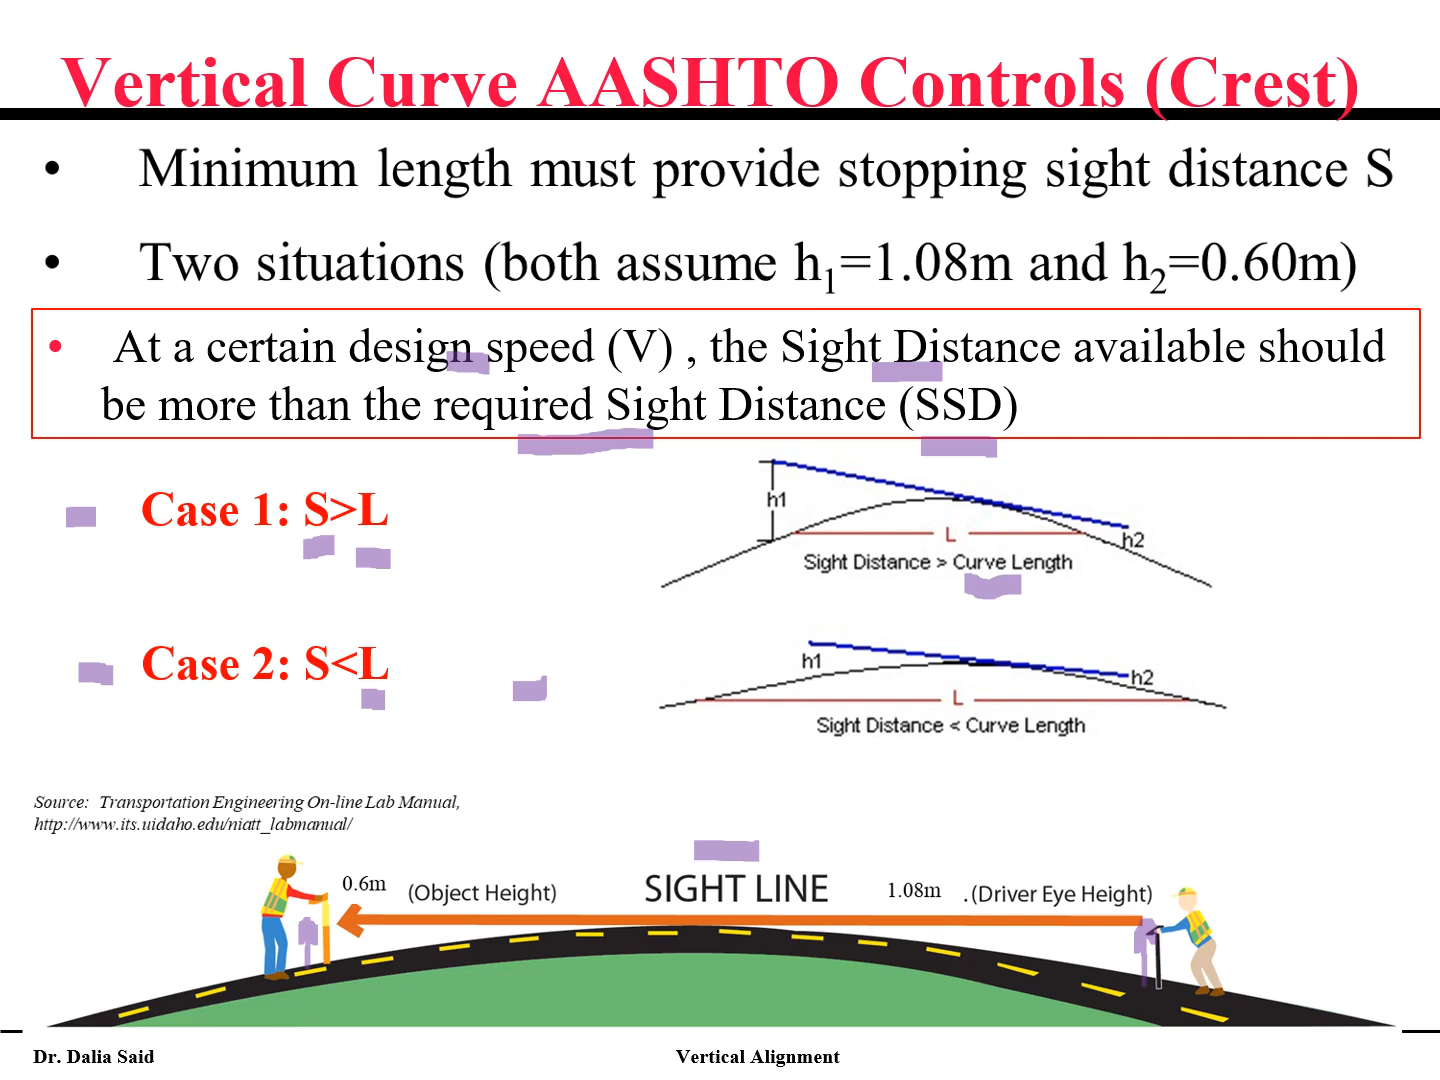 Vertical Curve AASHTO Controls (Crest)
• Minimum length must provide stopping sight distance S
• Two situations (both assume h₁=1.08m and h₂=0.60m)
• At a certain design speed (V) , the Sight Distance available should
be more than the required Sight Distance (SSD)
Case 1: S>L
h1
L
h2
Sight Distance > Curve Length
Case 2: S<L
h1
h2
L
Sight Distance < Curve Length
Source: Transportation Engineering On-line Lab Manual,
http://www.its.uidaho.edu/niatt_labmanual/
0.6m (Object Height) SIGHT LINE 1.08m .(Driver Eye Height)
Dr. Dalia Said Vertical Alignment